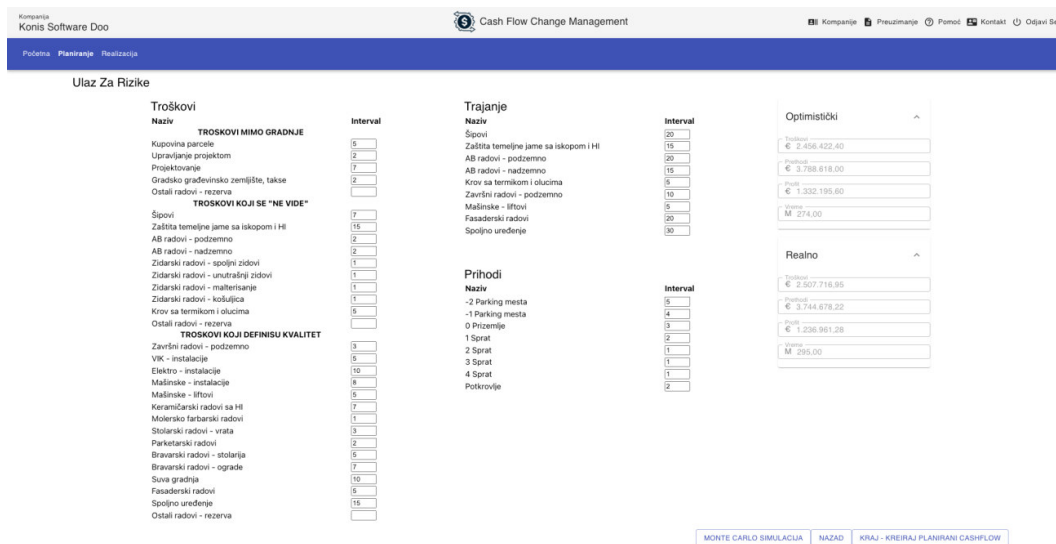 Kompanija
Konis Software Doo
Cash Flow Change Management
Kompanije Preuzimanje Pomoć Kontakt Odjavi Se
Početna Planiranje Realizacija
Ulaz Za Rizike
Troškovi
Naziv Interval
TROSKOVI MIMO GRADNJE
Kupovina parcele 5
Upravljanje projektom 2
Projektovanje 7
Gradsko građevinsko zemljište, takse 2
Ostali radovi - rezerva
TROSKOVI KOJI SE "NE VIDE"
Šipovi 7
Zaštita temeljne jame sa iskopom i HI 15
AB radovi - podzemno 2
AB radovi - nadzemno 2
Zidarski radovi - spoljni zidovi 1
Zidarski radovi - unutrašnji zidovi 1
Zidarski radovi - malterisanje 1
Zidarski radovi - košuljica 1
Krov sa termikom i olucima 5
Ostali radovi - rezerva
TROSKOVI KOJI DEFINISU KVALITET
Završni radovi - podzemno 3
VIK - instalacije 5
Elektro - instalacije 10
Mašinske - instalacije 8
Mašinske - liftovi 5
Keramičarski radovi sa HI 7
Molersko farbarski radovi 1
Stolarski radovi - vrata 3
Parketarski radovi 2
Bravarski radovi - stolarija 5
Bravarski radovi - ograde 7
Suva gradnja 10
Fasaderski radovi 5
Spoljno uređenje 15
Ostali radovi - rezerva
Trajanje
Naziv Interval
Šipovi 20
Zaštita temeljne jame sa iskopom i HI 15
AB radovi - podzemno 20
AB radovi - nadzemno 15
Krov sa termikom i olucima 5
Završni radovi - podzemno 10
Mašinske - liftovi 5
Fasaderski radovi 20
Spoljno uređenje 30
Prihodi
Naziv Interval
-2 Parking mesta 5
-1 Parking mesta 4
0 Prizemlje 3
1 Sprat 2
2 Sprat 1
3 Sprat 1
4 Sprat 1
Potkrovlje 2
Optimistički
Troškovi
€ 2.456.422,40
Prehodi
€ 3.788.618,00
Profit
€ 1.332.195,60
Vreme
M 274,00
Realno
Troškovi
€ 2.507.716,95
Prehodi
€ 3.744.678,22
Profit
€ 1.236.961,28
Vreme
M 295,00
MONTE CARLO SIMULACIJA NAZAD KRAJ - KREIRAJ PLANIRANI CASHFLOW